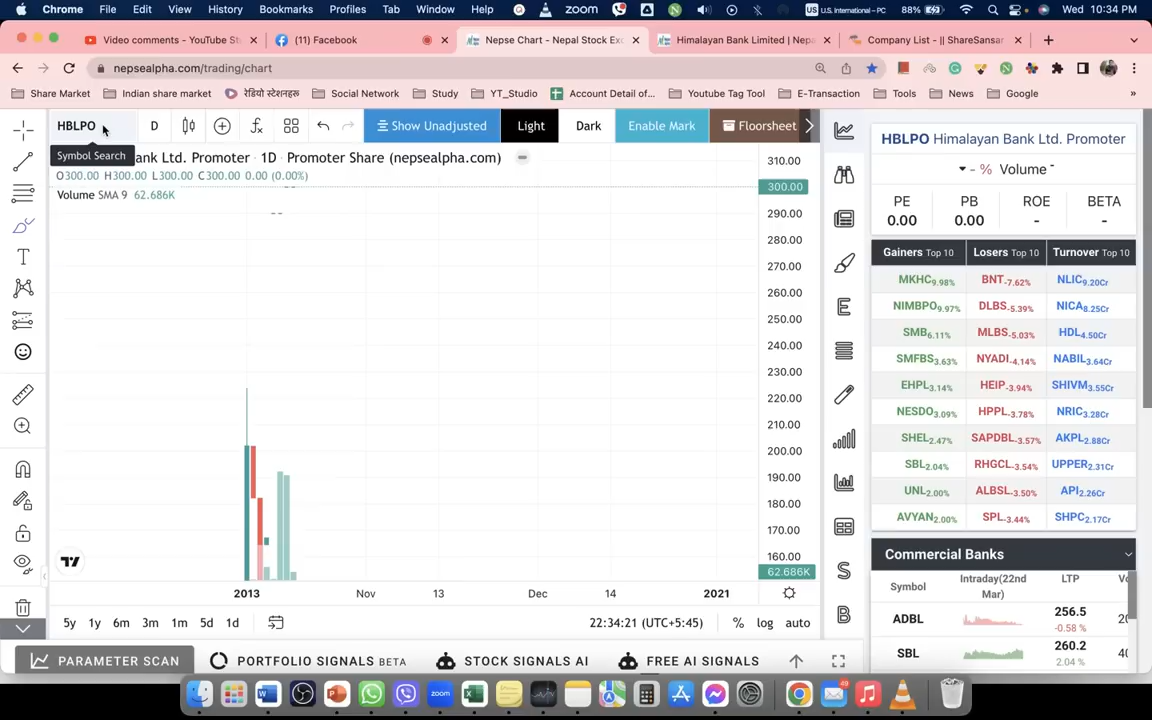 Chrome File Edit View History Bookmarks Profiles Tab Window Help zoom U.S. International – PC 88% Wed 10:34 PM
Video comments - YouTube St
(11) Facebook
Nepse Chart - Nepal Stock Exc
Himalayan Bank Limited | Nepa
Company List - || ShareSansar
nepsealpha.com/trading/chart
Share Market Indian share market रेडियो स्टेशनहरू Social Network Study YT_Studio Account Detail of... Youtube Tag Tool E-Transaction Tools News Google
HBLPO D Show Unadjusted Light Dark Enable Mark Floorsheet
Symbol Search
ank Ltd. Promoter · 1D · Promoter Share (nepsealpha.com)
O300.00 H300.00 L300.00 C300.00 0.00 (0.00%)
Volume SMA 9 62.686K
310.00
300.00
290.00
280.00
270.00
260.00
250.00
240.00
230.00
220.00
210.00
200.00
190.00
180.00
170.00
160.00
62.686K
2013 Nov 13 Dec 14 2021
5y 1y 6m 3m 1m 5d 1d 22:34:21 (UTC+5:45) % log auto
PARAMETER SCAN PORTFOLIO SIGNALS BETA STOCK SIGNALS AI FREE AI SIGNALS
HBLPO Himalayan Bank Ltd. Promoter
- % Volume -
PE PB ROE BETA
0.00 0.00 - -
Gainers Top 10 Losers Top 10 Turnover Top 10
MKHC9.98% BNT-7.62% NLIC9.20Cr
NIMBPO9.97% DLBS-5.39% NICA8.25Cr
SMB6.11% MLBS-5.03% HDL4.50Cr
SMFBS3.63% NYADI-4.14% NABIL3.64Cr
EHPL3.14% HEIP-3.94% SHIVM3.55Cr
NESDO3.09% HPPL-3.78% NRIC3.28Cr
SHEL2.47% SAPDBL-3.57% AKPL2.88Cr
SBL2.04% RHGCL-3.54% UPPER2.31Cr
UNL2.00% ALBSL-3.50% API2.26Cr
AVYAN2.00% SPL-3.44% SHPC2.17Cr
Commercial Banks
Symbol Intraday(22nd Mar) LTP
ADBL 256.5
-0.58 %
SBL 260.2
2.04 %